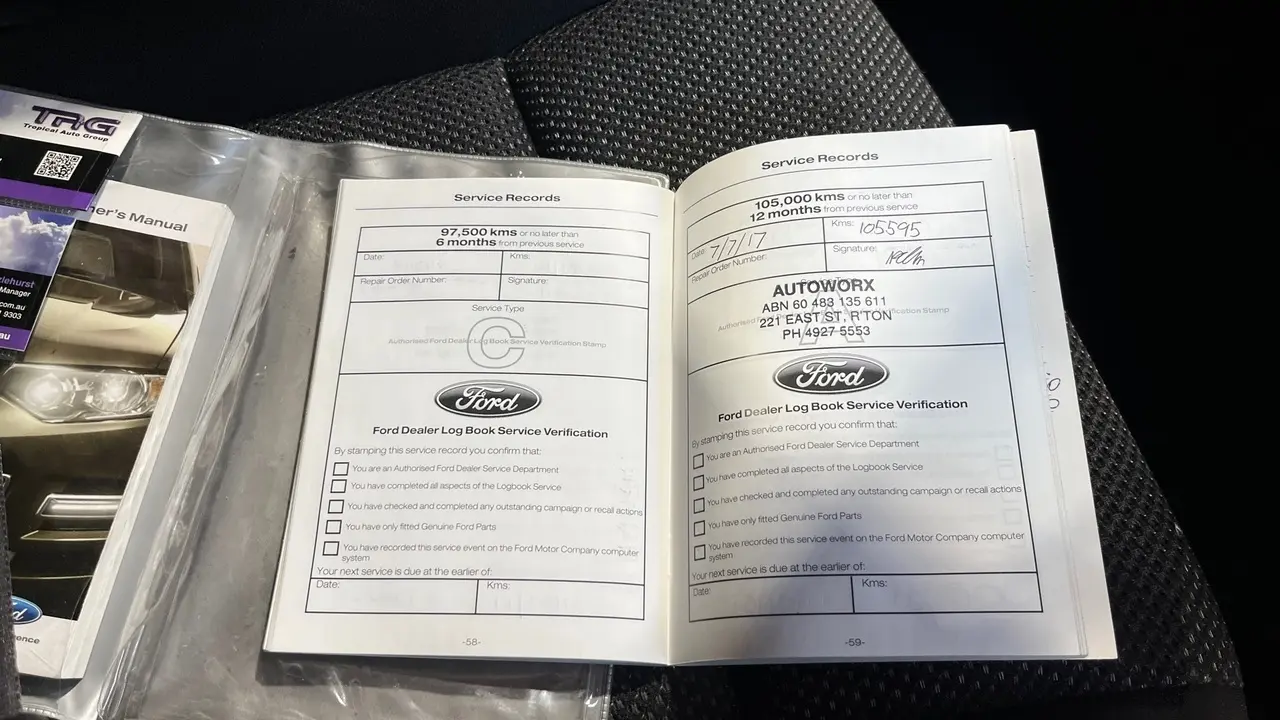 TAG
Tropical Auto Group
ner's Manual
lehurst
Manager
.com.au
1 9303
au
Service Records
97,500 kms or no later than
6 months from previous service
Date:
Kms:
Repair Order Number:
Signature:
Service Type
C
Authorised Ford Dealer Log Book Service Verification Stamp
Ford
Ford Dealer Log Book Service Verification
By stamping this service record you confirm that:
You are an Authorised Ford Dealer Service Department
You have completed all aspects of the Logbook Service
You have checked and completed any outstanding campaign or recall actions
You have only fitted Genuine Ford Parts
You have recorded this service event on the Ford Motor Company computer
system
Your next service is due at the earlier of:
Date:
Kms:
-58-
Service Records
105,000 kms or no later than
12 months from previous service
Date: 7/7/17
Kms: 105595
Repair Order Number:
Signature:
AUTOWORX
ABN 60 483 135 611
221 EAST ST, RTON
PH 4927 5553
A
Ford
Ford Dealer Log Book Service Verification
By stamping this service record you confirm that:
You are an Authorised Ford Dealer Service Department
You have completed all aspects of the Logbook Service
You have checked and completed any outstanding campaign or recall actions
You have only fitted Genuine Ford Parts
You have recorded this service event on the Ford Motor Company computer
system
Your next service is due at the earlier of:
Date:
Kms:
-59-